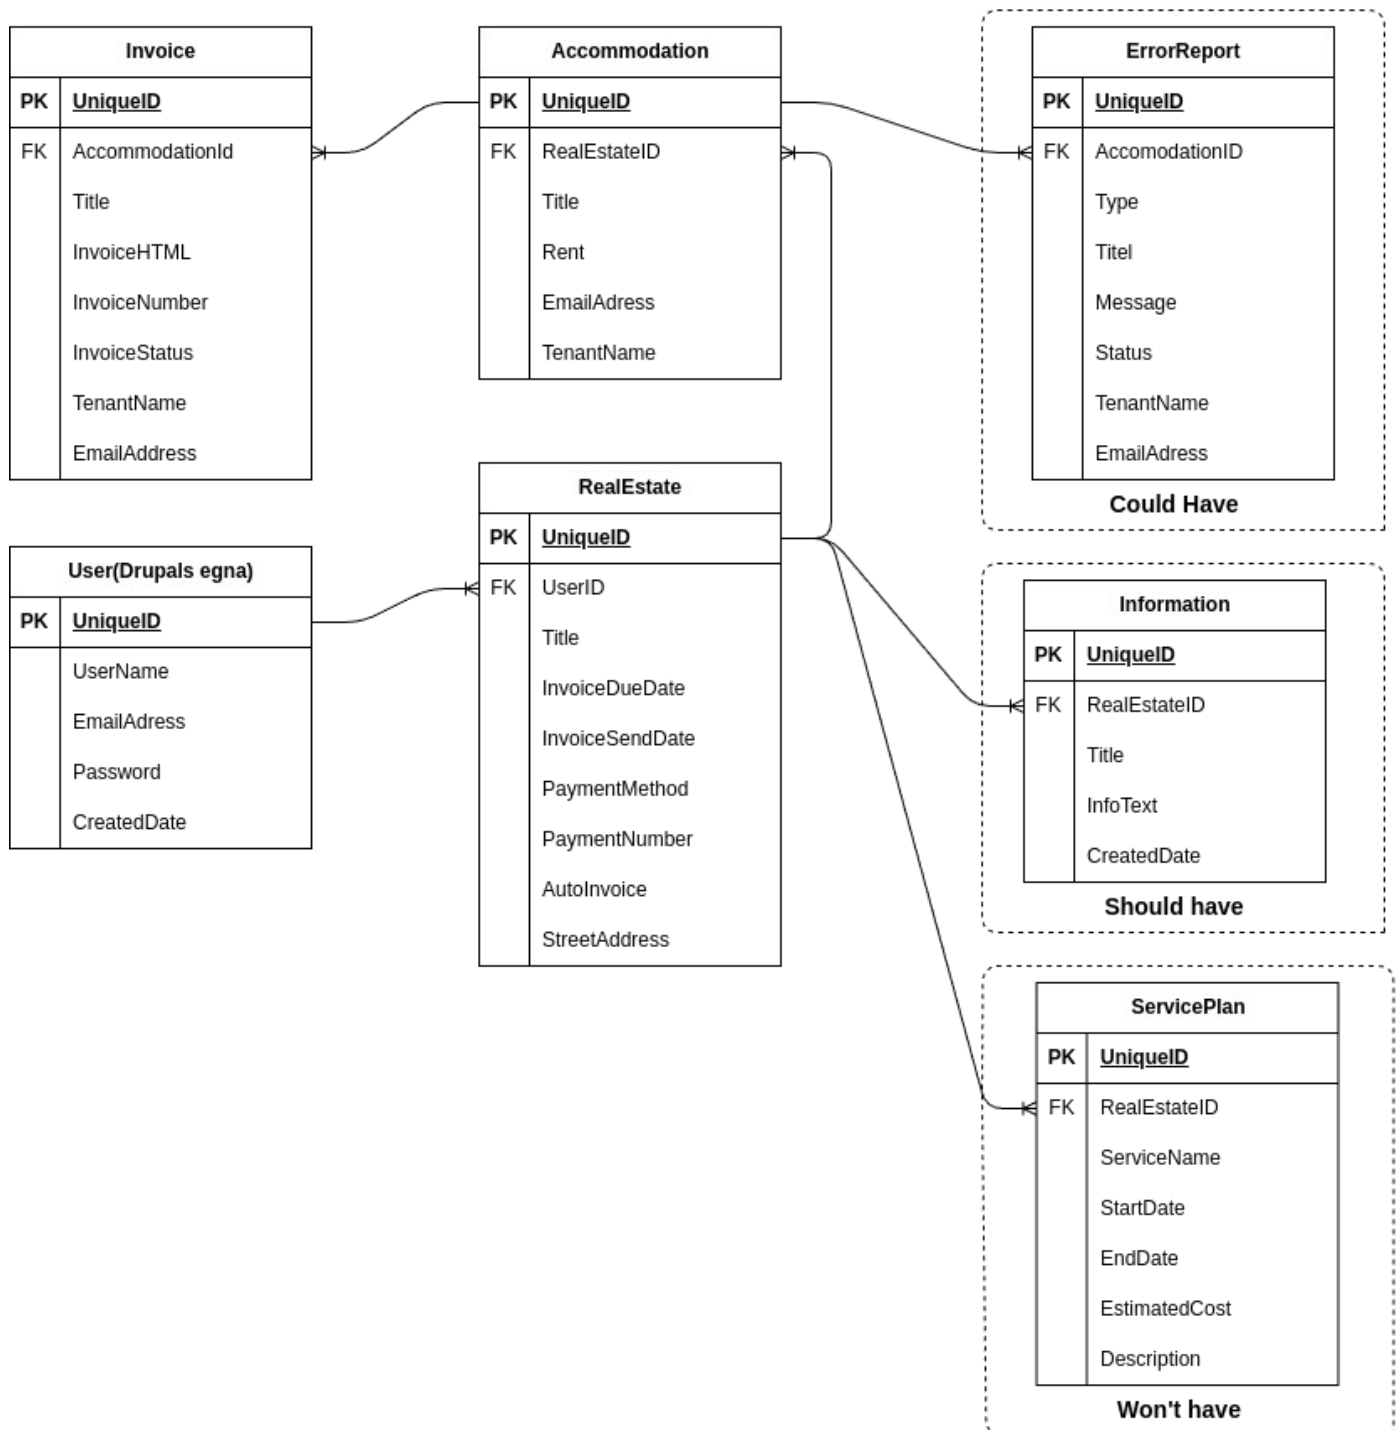 Invoice
PK UniqueID
FK AccommodationId
Title
InvoiceHTML
InvoiceNumber
InvoiceStatus
TenantName
EmailAddress
Accommodation
PK UniqueID
FK RealEstateID
Title
Rent
EmailAdress
TenantName
ErrorReport
PK UniqueID
FK AccomodationID
Type
Titel
Message
Status
TenantName
EmailAdress
Could Have
User(Drupals egna)
PK UniqueID
UserName
EmailAdress
Password
CreatedDate
RealEstate
PK UniqueID
FK UserID
Title
InvoiceDueDate
InvoiceSendDate
PaymentMethod
PaymentNumber
AutoInvoice
StreetAddress
Information
PK UniqueID
FK RealEstateID
Title
InfoText
CreatedDate
Should have
ServicePlan
PK UniqueID
FK RealEstateID
ServiceName
StartDate
EndDate
EstimatedCost
Description
Won't have